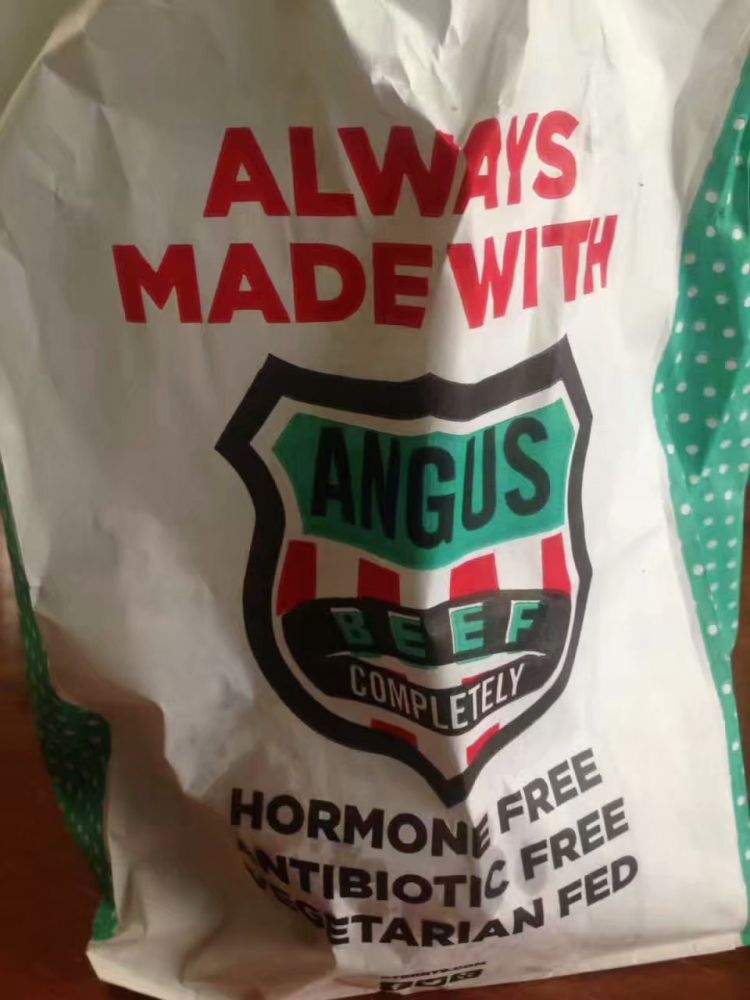 ALWAYS
MADE WITH
ANGUS
BEEF
COMPLETELY
HORMONE FREE
ANTIBIOTIC FREE
VEGETARIAN FED